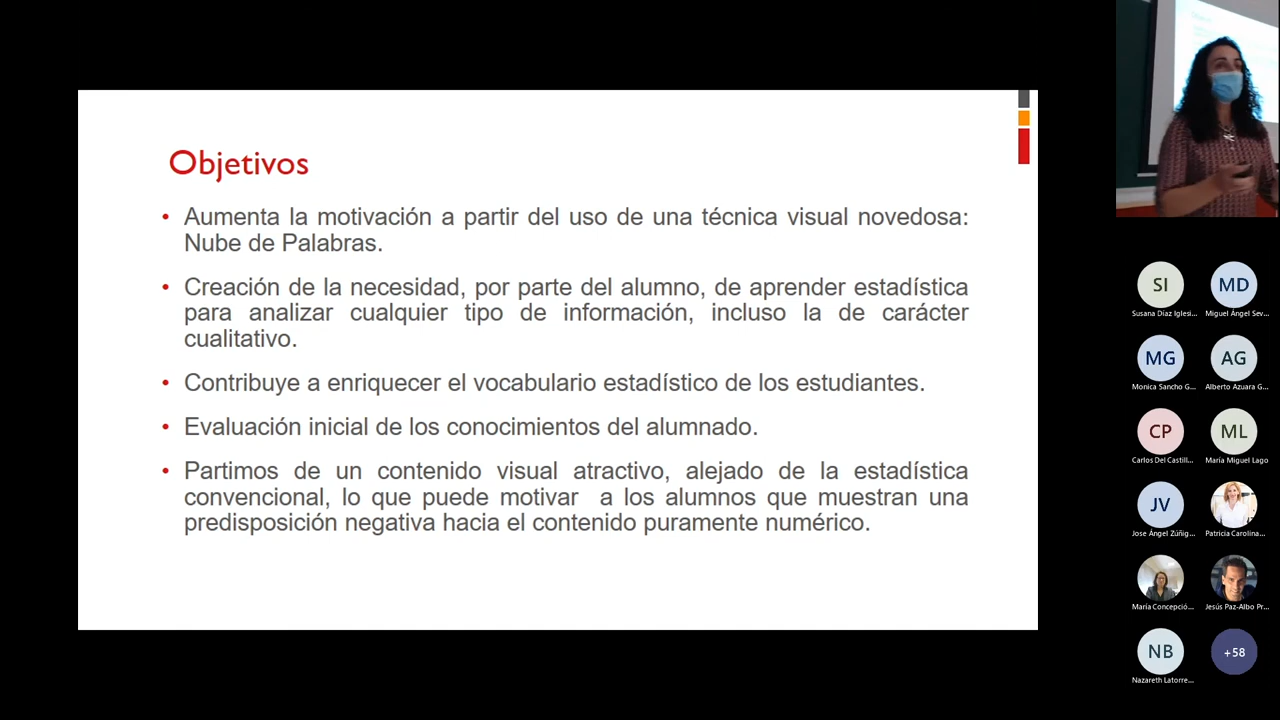 Objetivos
• Aumenta la motivación a partir del uso de una técnica visual novedosa:
Nube de Palabras.
• Creación de la necesidad, por parte del alumno, de aprender estadística
para analizar cualquier tipo de información, incluso la de carácter
cualitativo.
• Contribuye a enriquecer el vocabulario estadístico de los estudiantes.
• Evaluación inicial de los conocimientos del alumnado.
• Partimos de un contenido visual atractivo, alejado de la estadística
convencional, lo que puede motivar a los alumnos que muestran una
predisposición negativa hacia el contenido puramente numérico.
SI
MD
Susana Díaz Iglesi...
Miguel Ángel Sev...
MG
AG
Monica Sancho G...
Alberto Azuara G...
CP
ML
Carlos Del Castill...
María Miguel Lago
JV
Jose Ángel Zúñig...
Patricia Carolina...
María Concepció...
Jesús Paz-Albo Pr...
NB
+58
Nazareth Latorre...